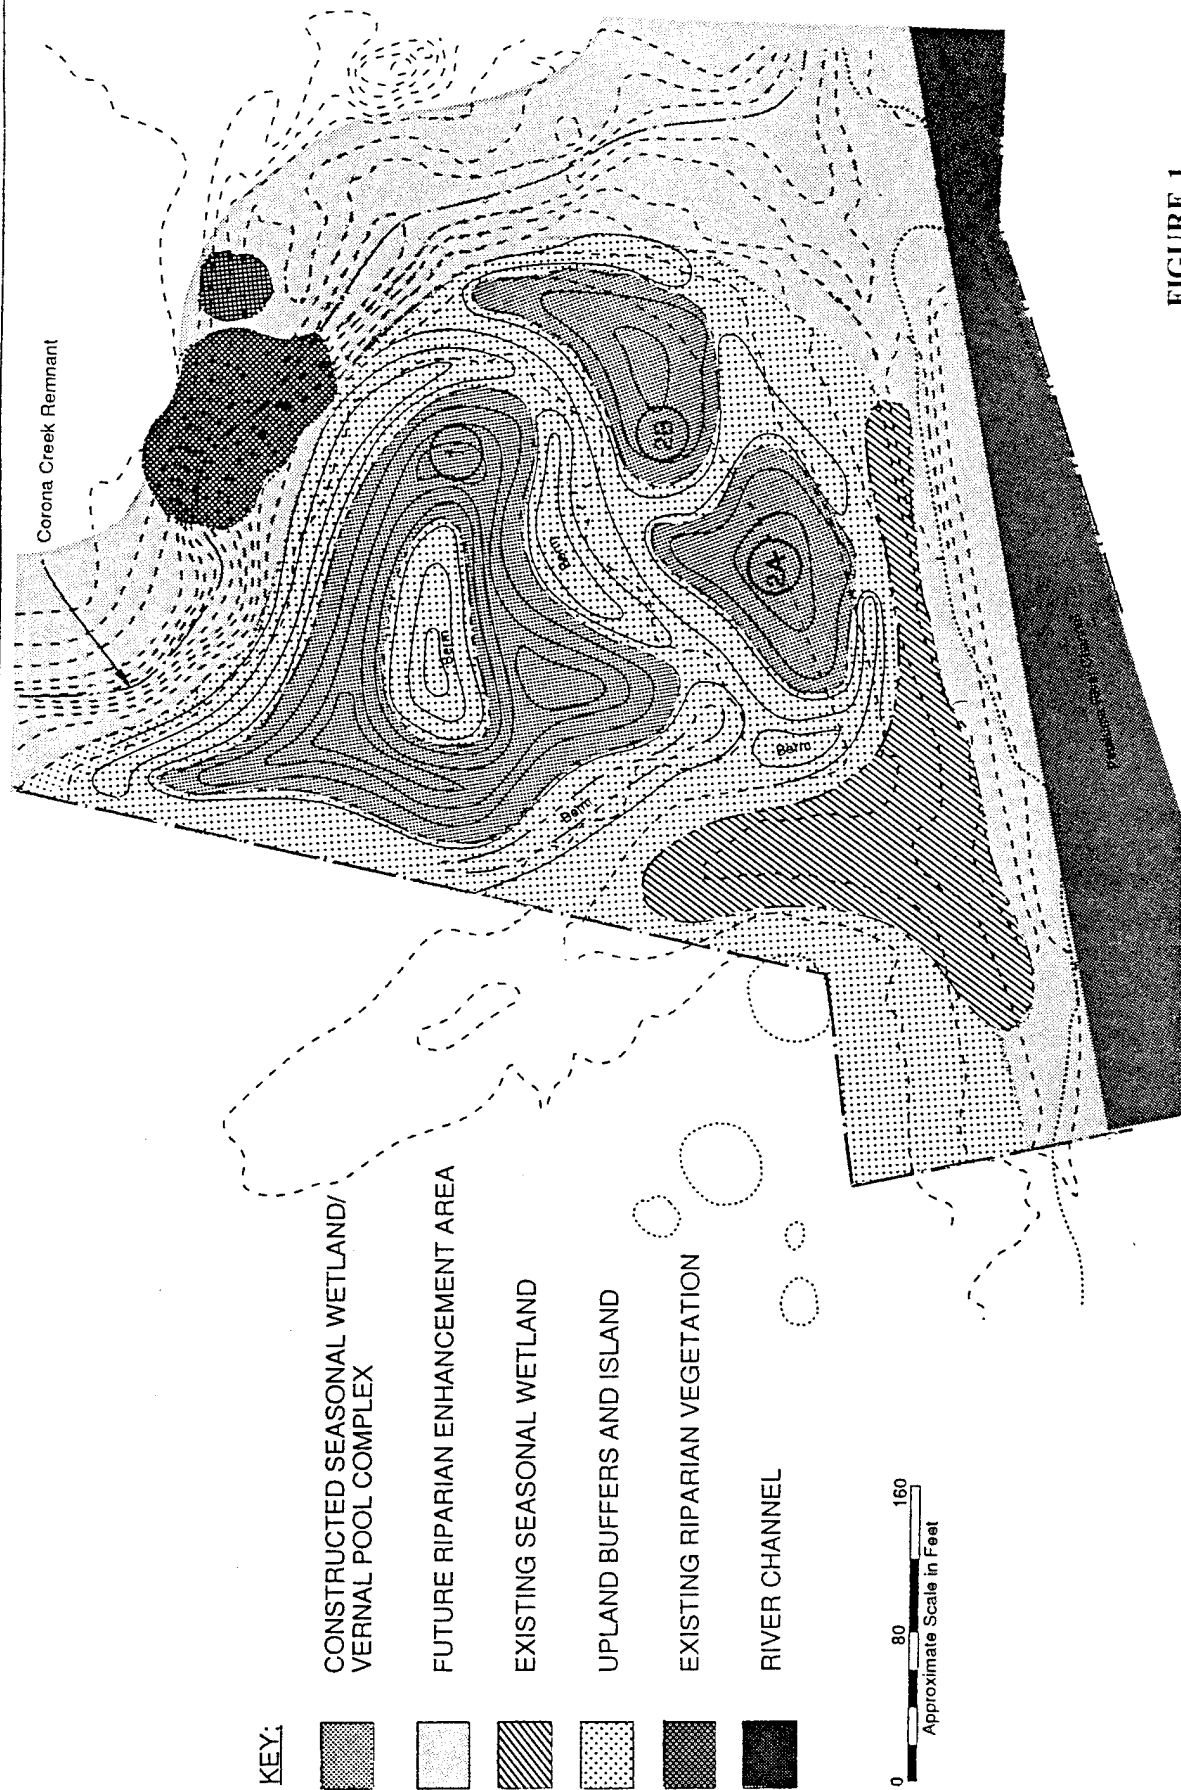 Corona Creek Remnant
1
2B
2A
Berm
Berm
Berm
Berm
KEY:
CONSTRUCTED SEASONAL WETLAND/
VERNAL POOL COMPLEX
FUTURE RIPARIAN ENHANCEMENT AREA
EXISTING SEASONAL WETLAND
UPLAND BUFFERS AND ISLAND
EXISTING RIPARIAN VEGETATION
RIVER CHANNEL
0 80 160
Approximate Scale in Feet
FIGURE 1